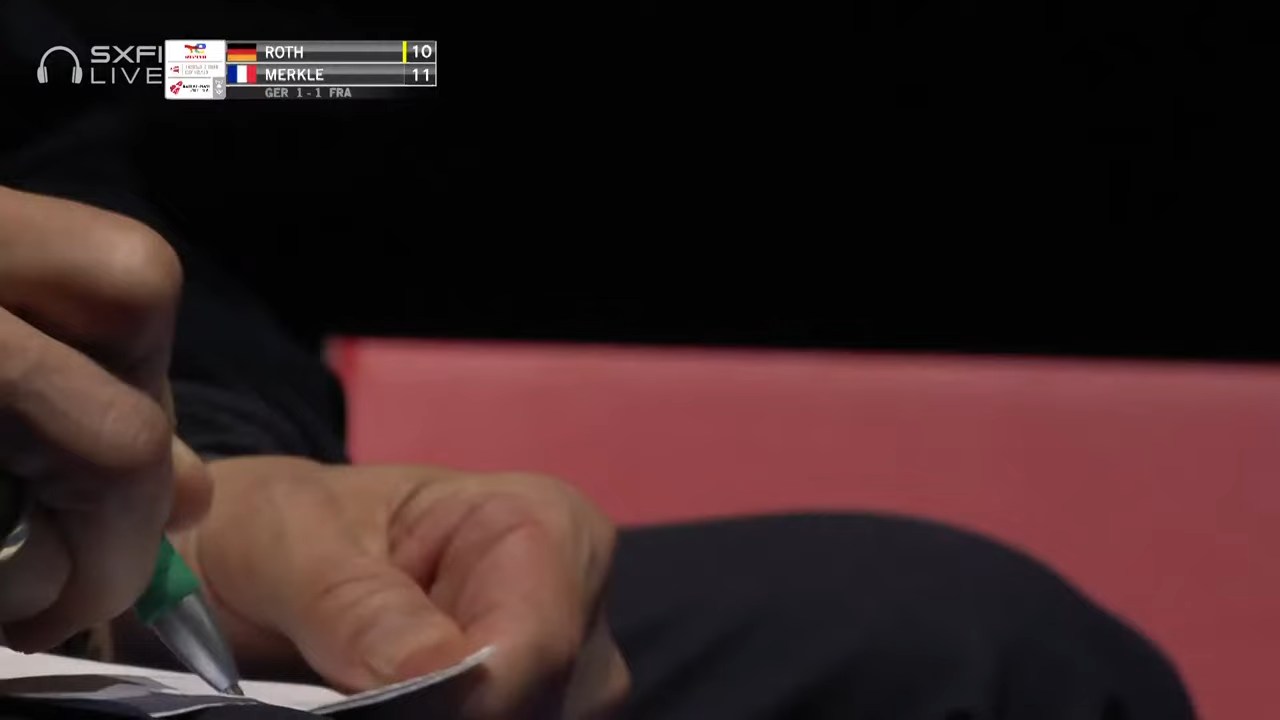 SXFI
LIVE
ROTH 10
MERKLE 11
GER 1 - 1 FRA